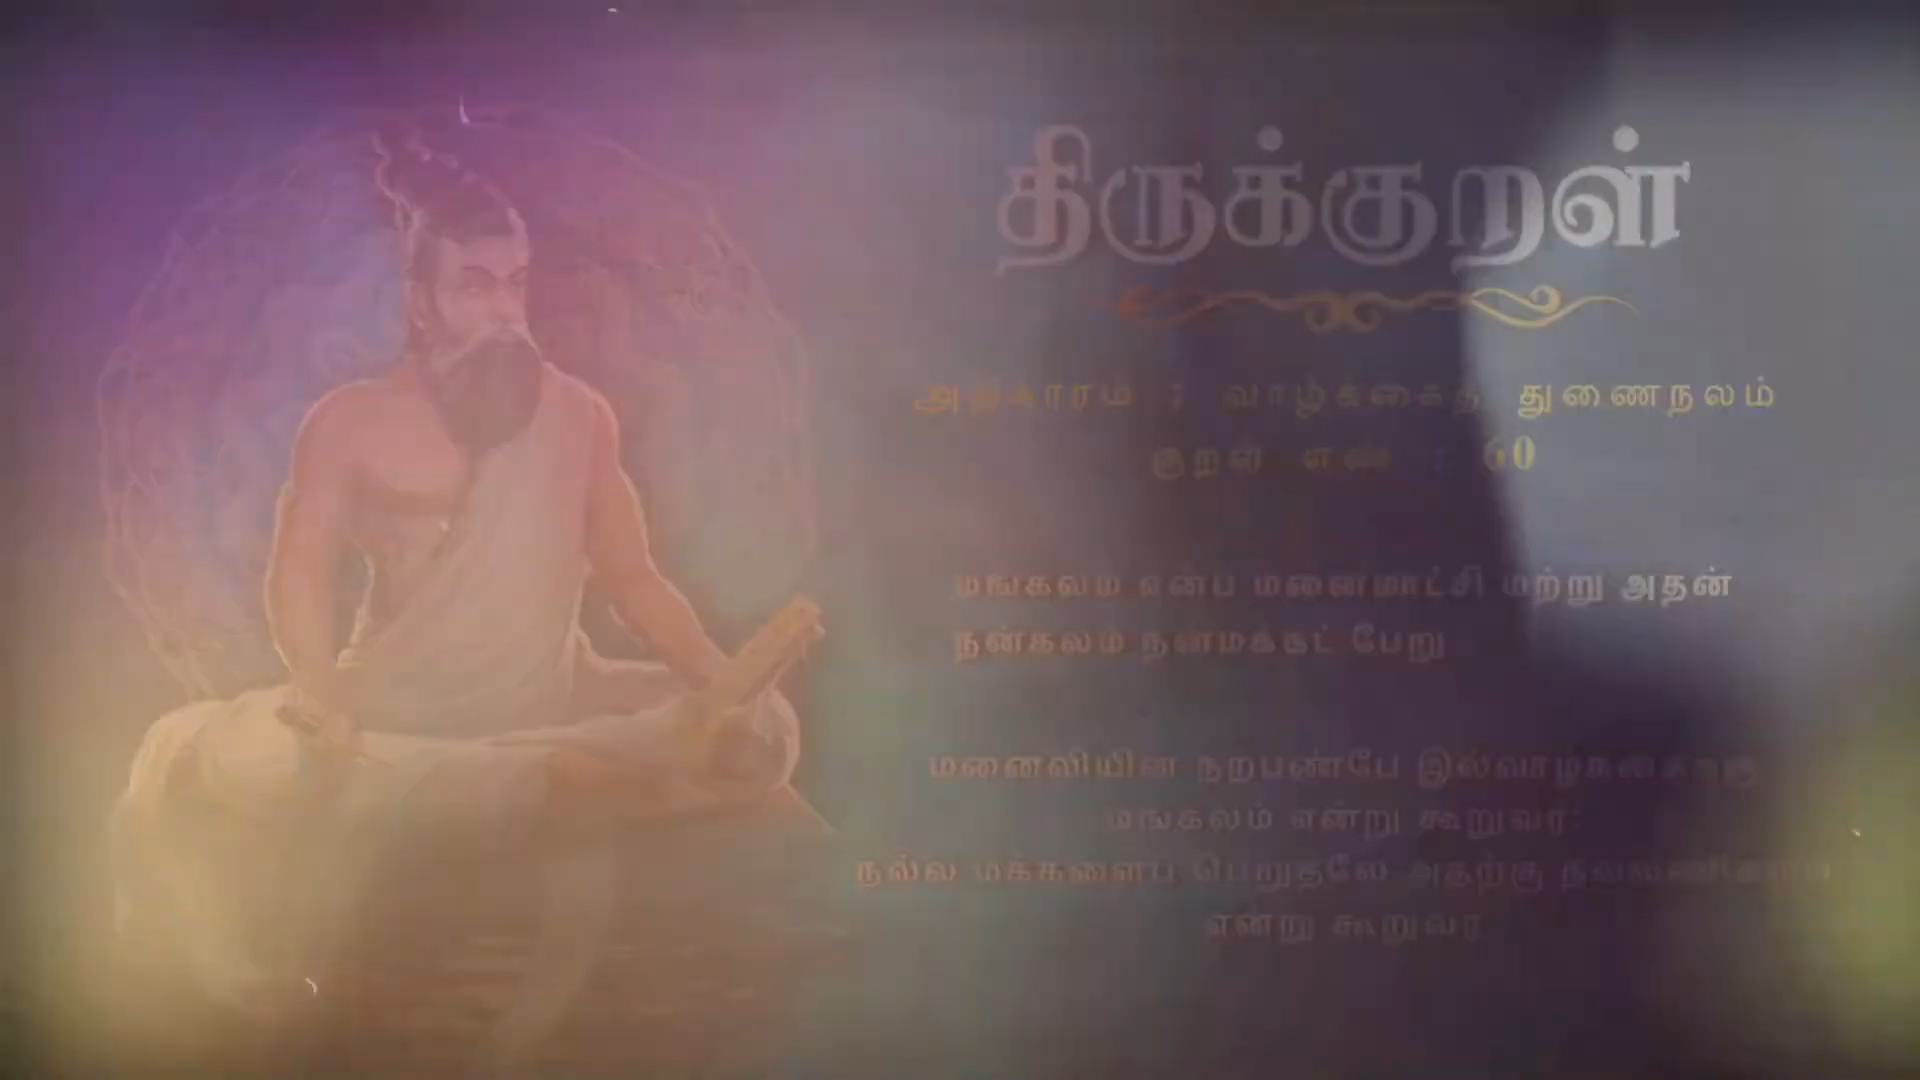 திருக்குறள்
அதிகாரம் : வாழ்க்கைத் துணைநலம்
குறள் எண் : 60
மங்கலம் என்ப மனைமாட்சி மற்று அதன்
நன்கலம் நன்மக்கட் பேறு
மனைவியின் நற்பண்பே இல்வாழ்க்கைக்கு
மங்கலம் என்று கூறுவர்;
நல்ல மக்களைப் பெறுதலே அதற்கு
என்று கூறுவர்